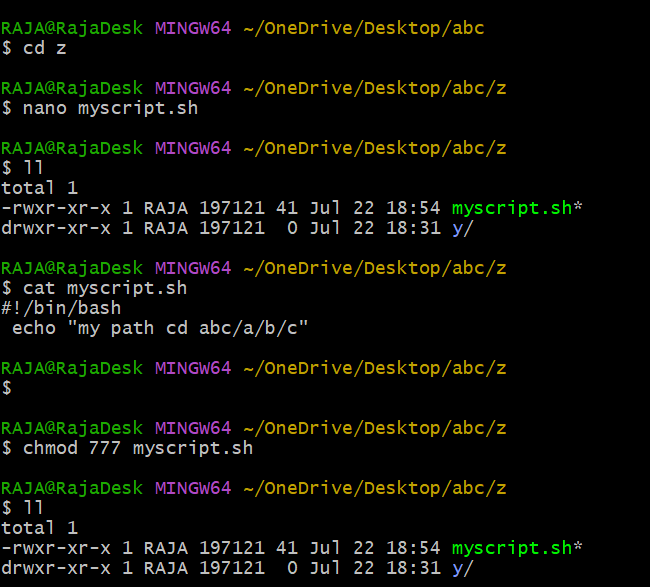 RAJA@RajaDesk MINGW64 ~/OneDrive/Desktop/abc
$ cd z
RAJA@RajaDesk MINGW64 ~/OneDrive/Desktop/abc/z
$ nano myscript.sh
RAJA@RajaDesk MINGW64 ~/OneDrive/Desktop/abc/z
$ ll
total 1
-rwxr-xr-x 1 RAJA 197121 41 Jul 22 18:54 myscript.sh*
drwxr-xr-x 1 RAJA 197121  0 Jul 22 18:31 y/
RAJA@RajaDesk MINGW64 ~/OneDrive/Desktop/abc/z
$ cat myscript.sh
#!/bin/bash
 echo "my path cd abc/a/b/c"
RAJA@RajaDesk MINGW64 ~/OneDrive/Desktop/abc/z
$
RAJA@RajaDesk MINGW64 ~/OneDrive/Desktop/abc/z
$ chmod 777 myscript.sh
RAJA@RajaDesk MINGW64 ~/OneDrive/Desktop/abc/z
$ ll
total 1
-rwxr-xr-x 1 RAJA 197121 41 Jul 22 18:54 myscript.sh*
drwxr-xr-x 1 RAJA 197121  0 Jul 22 18:31 y/